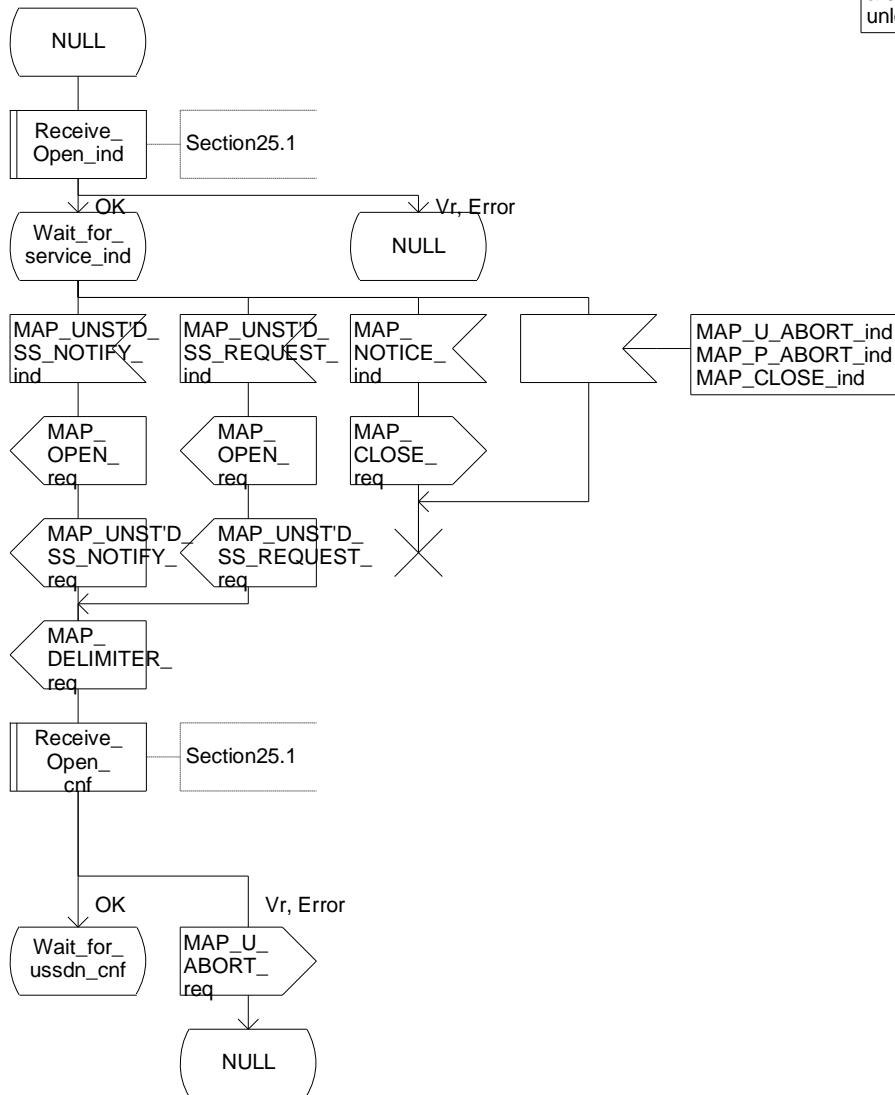 unl
NULL
Receive_
Open_ind
Section25.1
OK
Vr, Error
Wait_for_
service_ind
NULL
MAP_UNST'D_
SS_NOTIFY_
ind
MAP_UNST'D_
SS_REQUEST_
ind
MAP_
NOTICE_
ind
MAP_U_ABORT_ind
MAP_P_ABORT_ind
MAP_CLOSE_ind
MAP_
OPEN_
req
MAP_
OPEN_
req
MAP_
CLOSE_
req
MAP_UNST'D_
SS_NOTIFY_
req
MAP_UNST'D_
SS_REQUEST_
req
MAP_
DELIMITER_
req
Receive_
Open_
cnf
Section25.1
OK
Vr, Error
Wait_for_
ussdn_cnf
MAP_U_
ABORT_
req
NULL